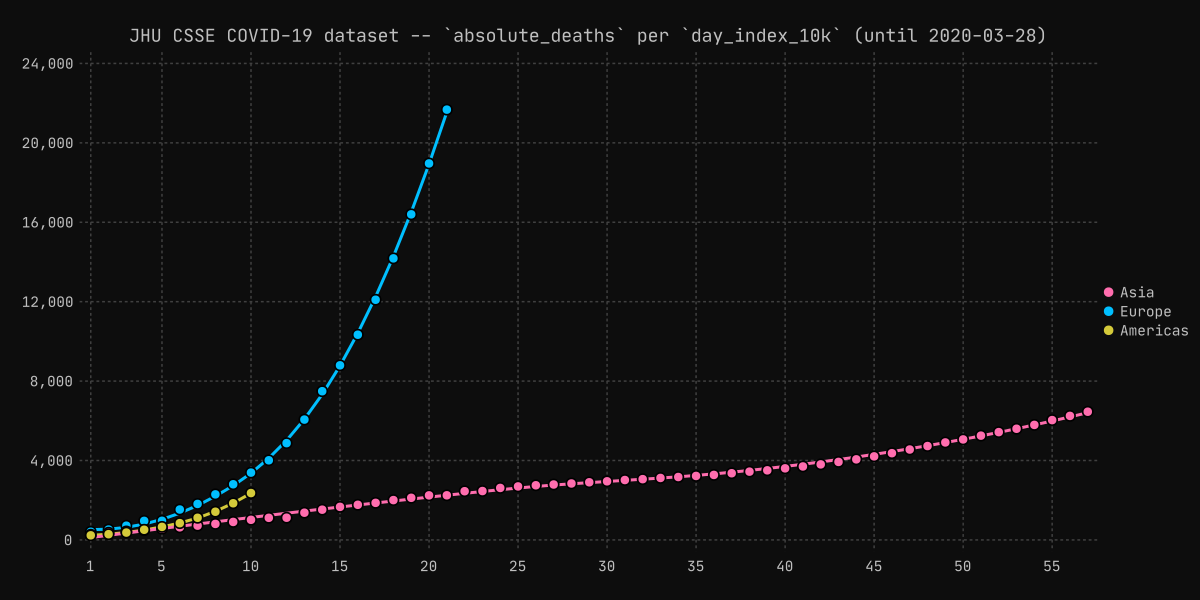 JHU CSSE COVID-19 dataset -- `absolute_deaths` per `day_index_10k` (until 2020-03-28)
24,000
20,000
16,000
12,000
8,000
4,000
0
1 5 10 15 20 25 30 35 40 45 50 55
Asia
Europe
Americas